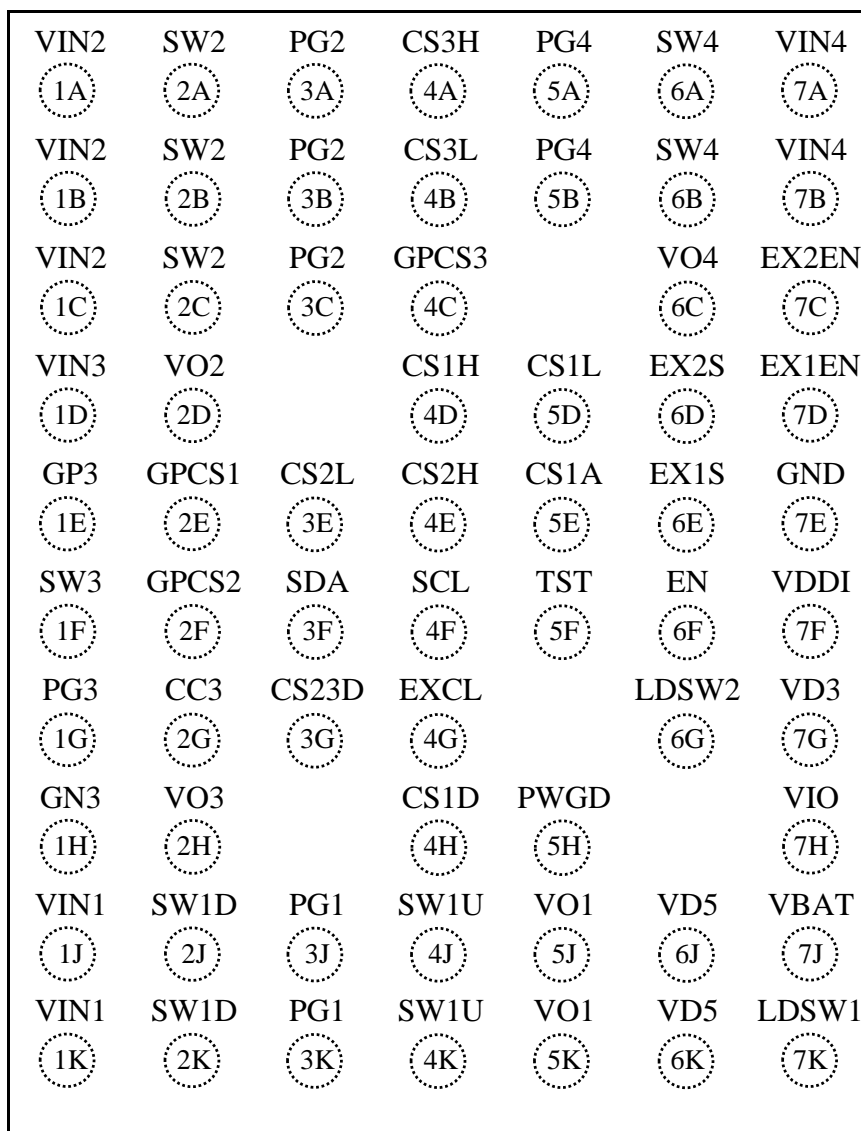 VIN2 SW2 PG2 CS3H PG4 SW4 VIN4
1A 2A 3A 4A 5A 6A 7A
VIN2 SW2 PG2 CS3L PG4 SW4 VIN4
1B 2B 3B 4B 5B 6B 7B
VIN2 SW2 PG2 GPCS3 VO4 EX2EN
1C 2C 3C 4C 6C 7C
VIN3 VO2 CS1H CS1L EX2S EX1EN
1D 2D 4D 5D 6D 7D
GP3 GPCS1 CS2L CS2H CS1A EX1S GND
1E 2E 3E 4E 5E 6E 7E
SW3 GPCS2 SDA SCL TST EN VDDI
1F 2F 3F 4F 5F 6F 7F
PG3 CC3 CS23D EXCL LDSW2 VD3
1G 2G 3G 4G 6G 7G
GN3 VO3 CS1D PWGD VIO
1H 2H 4H 5H 7H
VIN1 SW1D PG1 SW1U VO1 VD5 VBAT
1J 2J 3J 4J 5J 6J 7J
VIN1 SW1D PG1 SW1U VO1 VD5 LDSW1
1K 2K 3K 4K 5K 6K 7K